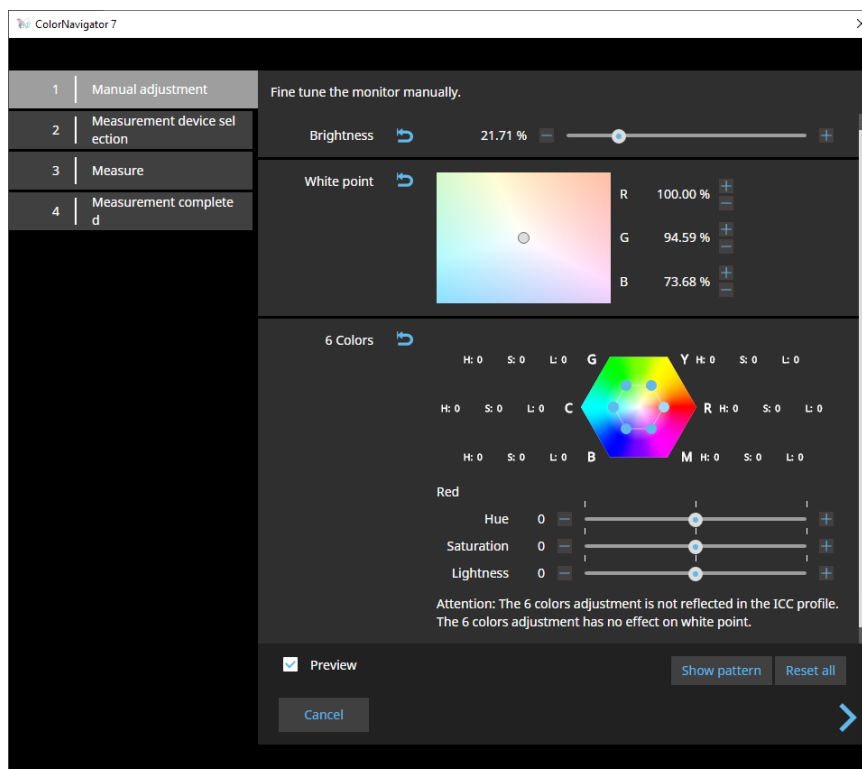 ColorNavigator 7
1 Manual adjustment
2 Measurement device sel
ection
3 Measure
4 Measurement complete
d
Fine tune the monitor manually.
Brightness 21.71 %
White point
R 100.00 %
G 94.59 %
B 73.68 %
6 Colors
H: 0 S: 0 L: 0 G Y H: 0 S: 0 L: 0
H: 0 S: 0 L: 0 C R H: 0 S: 0 L: 0
H: 0 S: 0 L: 0 B M H: 0 S: 0 L: 0
Red
Hue 0
Saturation 0
Lightness 0
Attention: The 6 colors adjustment is not reflected in the ICC profile.
The 6 colors adjustment has no effect on white point.
Preview
Show pattern Reset all
Cancel